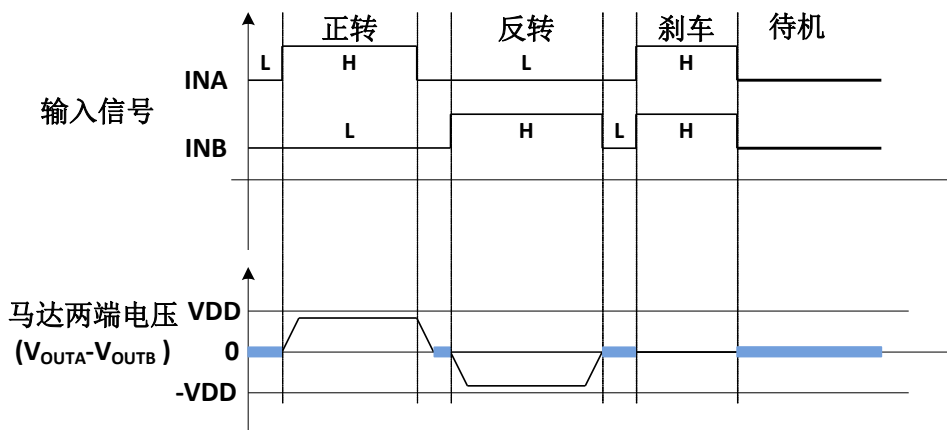 正转 反转 刹车 待机
L H L H
INA
输入信号
L H L H
INB
马达两端电压 VDD
(VOUTA-VOUTB ) 0
-VDD